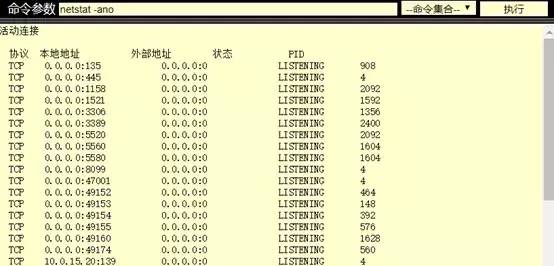 命令参数 netstat -ano --命令集合-- 执行
活动连接
协议 本地地址 外部地址 状态 PID
TCP 0.0.0.0:135 0.0.0.0:0 LISTENING 908
TCP 0.0.0.0:445 0.0.0.0:0 LISTENING 4
TCP 0.0.0.0:1158 0.0.0.0:0 LISTENING 2092
TCP 0.0.0.0:1521 0.0.0.0:0 LISTENING 1592
TCP 0.0.0.0:3306 0.0.0.0:0 LISTENING 1356
TCP 0.0.0.0:3389 0.0.0.0:0 LISTENING 2400
TCP 0.0.0.0:5520 0.0.0.0:0 LISTENING 2092
TCP 0.0.0.0:5560 0.0.0.0:0 LISTENING 1604
TCP 0.0.0.0:5580 0.0.0.0:0 LISTENING 1604
TCP 0.0.0.0:8099 0.0.0.0:0 LISTENING 4
TCP 0.0.0.0:47001 0.0.0.0:0 LISTENING 4
TCP 0.0.0.0:49152 0.0.0.0:0 LISTENING 464
TCP 0.0.0.0:49153 0.0.0.0:0 LISTENING 148
TCP 0.0.0.0:49154 0.0.0.0:0 LISTENING 392
TCP 0.0.0.0:49155 0.0.0.0:0 LISTENING 576
TCP 0.0.0.0:49160 0.0.0.0:0 LISTENING 1628
TCP 0.0.0.0:49174 0.0.0.0:0 LISTENING 560
TCP 10.0.15.20:139 0.0.0.0:0 LISTENING 4